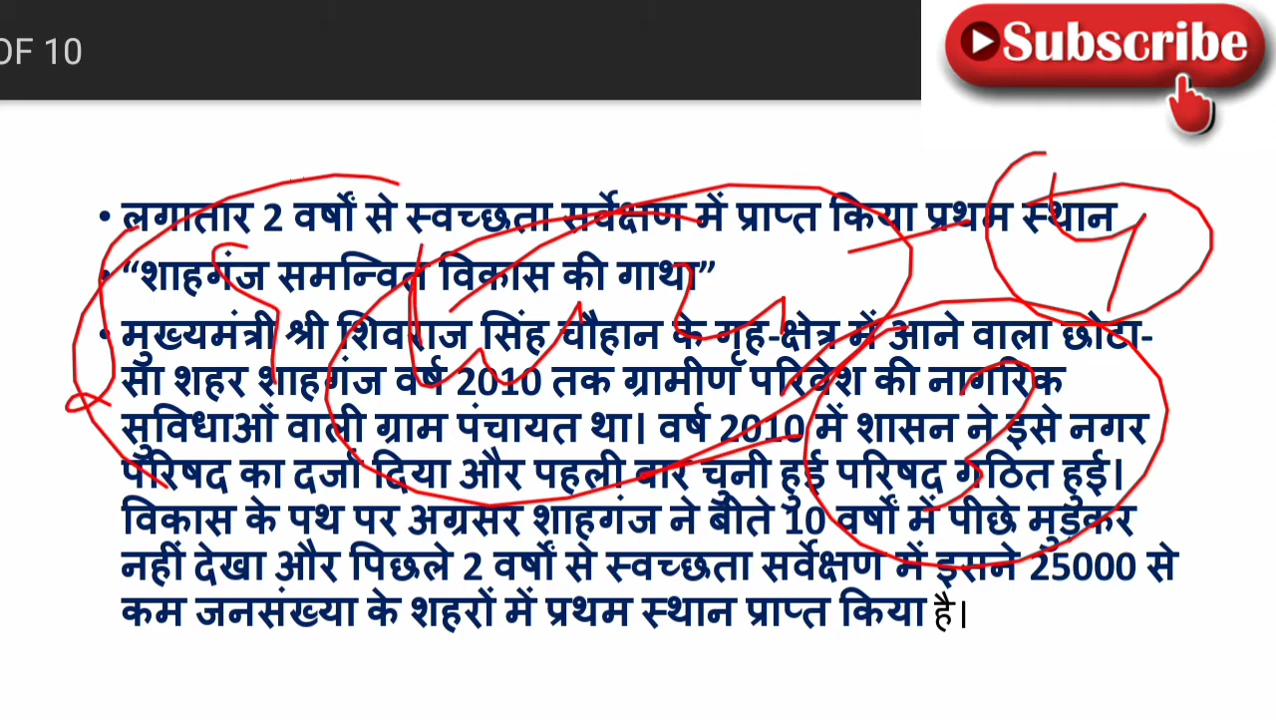 OF 10
Subscribe
• लगातार 2 वर्षों से स्वच्छता सर्वेक्षण में प्राप्त किया प्रथम स्थान
• “शाहगंज समन्वित विकास की गाथा”
• मुख्यमंत्री श्री शिवराज सिंह चौहान के गृह-क्षेत्र में आने वाला छोटा-
सा शहर शाहगंज वर्ष 2010 तक ग्रामीण परिवेश की नागरिक
सुविधाओं वाली ग्राम पंचायत था। वर्ष 2010 में शासन ने इसे नगर
परिषद का दर्जा दिया और पहली बार चुनी हुई परिषद गठित हुई।
विकास के पथ पर अग्रसर शाहगंज ने बीते 10 वर्षों में पीछे मुड़कर
नहीं देखा और पिछले 2 वर्षों से स्वच्छता सर्वेक्षण में इसने 25000 से
कम जनसंख्या के शहरों में प्रथम स्थान प्राप्त किया है।